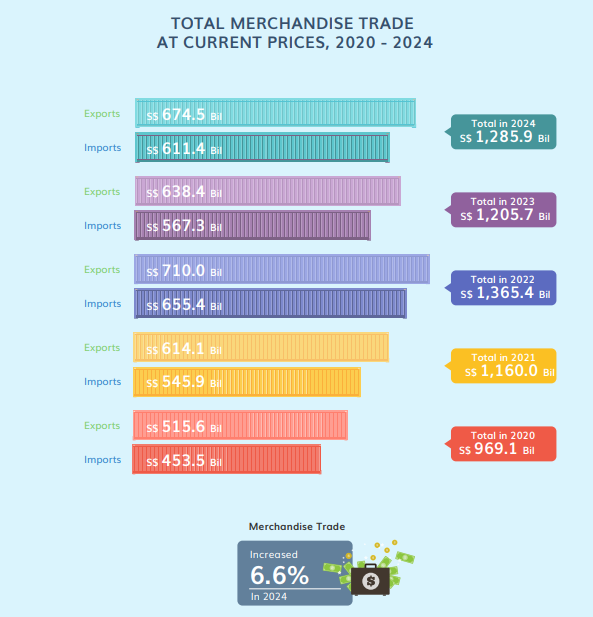 TOTAL MERCHANDISE TRADE
AT CURRENT PRICES, 2020 - 2024
Exports S$ 674.5 Bil
Total in 2024
S$ 1,285.9 Bil
Imports S$ 611.4 Bil
Exports S$ 638.4 Bil
Total in 2023
S$ 1,205.7 Bil
Imports S$ 567.3 Bil
Exports S$ 710.0 Bil
Total in 2022
S$ 1,365.4 Bil
Imports S$ 655.4 Bil
Exports S$ 614.1 Bil
Total in 2021
S$ 1,160.0 Bil
Imports S$ 545.9 Bil
Exports S$ 515.6 Bil
Total in 2020
S$ 969.1 Bil
Imports S$ 453.5 Bil
Merchandise Trade
Increased
6.6%
In 2024
$